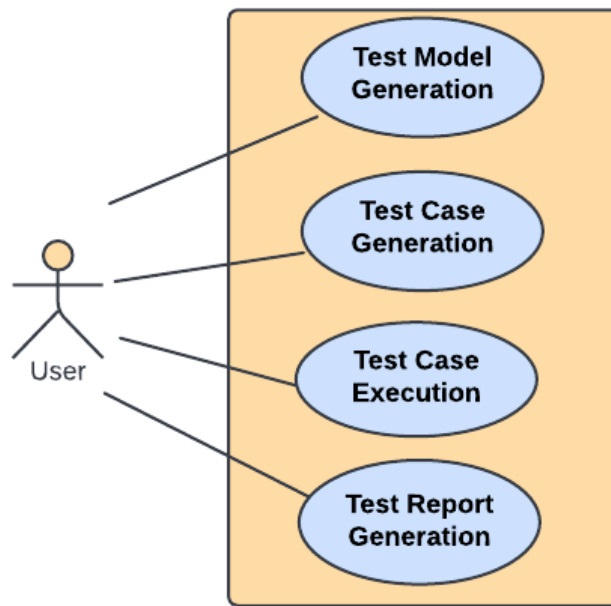 Test Model
Generation
Test Case
Generation
User
Test Case
Execution
Test Report
Generation